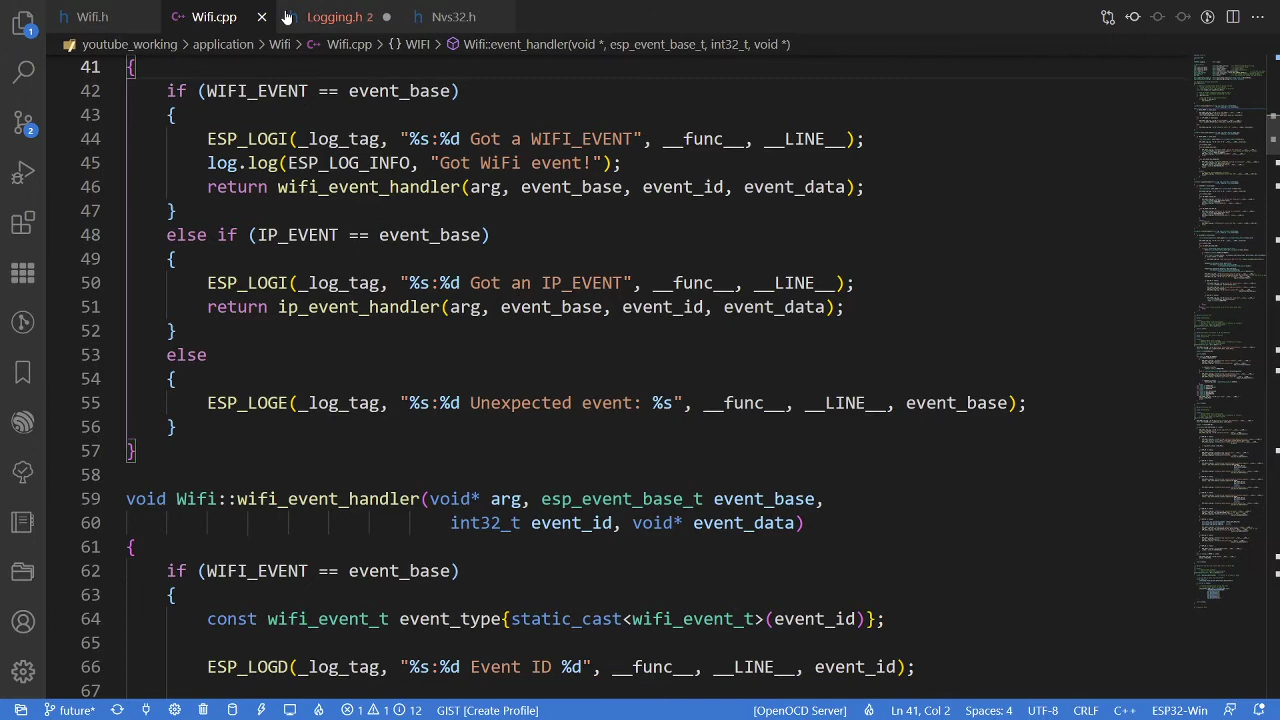 Wifi.h Wifi.cpp Logging.h 2 Nvs32.h
youtube_working > application > Wifi > Wifi.cpp > {} WIFI > Wifi::event_handler(void *, esp_event_base_t, int32_t, void *)
41 {
42 if (WIFI_EVENT == event_base)
43 {
44 ESP_LOGI(_log_tag, "%s:%d Got WIFI_EVENT", __func__, __LINE__);
45 log.log(ESP_LOG_INFO, "Got WIFI event!");
46 return wifi_event_handler(arg, event_base, event_id, event_data);
47 }
48 else if (IP_EVENT == event_base)
49 {
50 ESP_LOGI(_log_tag, "%s:%d Got IP_EVENT", __func__, __LINE__);
51 return ip_event_handler(arg, event_base, event_id, event_data);
52 }
53 else
54 {
55 ESP_LOGE(_log_tag, "%s:%d Unexpected event: %s", __func__, __LINE__, event_base);
56 }
57 }
58
59 void Wifi::wifi_event_handler(void* arg, esp_event_base_t event_base,
60 int32_t event_id, void* event_data)
61 {
62 if (WIFI_EVENT == event_base)
63 {
64 const wifi_event_t event_type{static_cast<wifi_event_t>(event_id)};
65
66 ESP_LOGD(_log_tag, "%s:%d Event ID %d", __func__, __LINE__, event_id);
67
1
2
future* 1 1 12 GIST [Create Profile] [OpenOCD Server] Ln 41, Col 2 Spaces: 4 UTF-8 CRLF C++ ESP32-Win